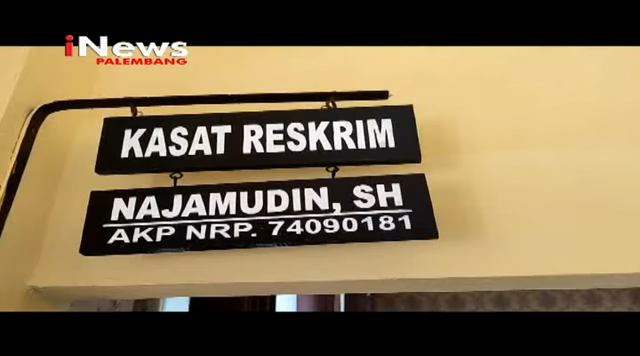 iNews
PALEMBANG
KASAT RESKRIM
NAJAMUDIN, SH
AKP NRP. 74090181